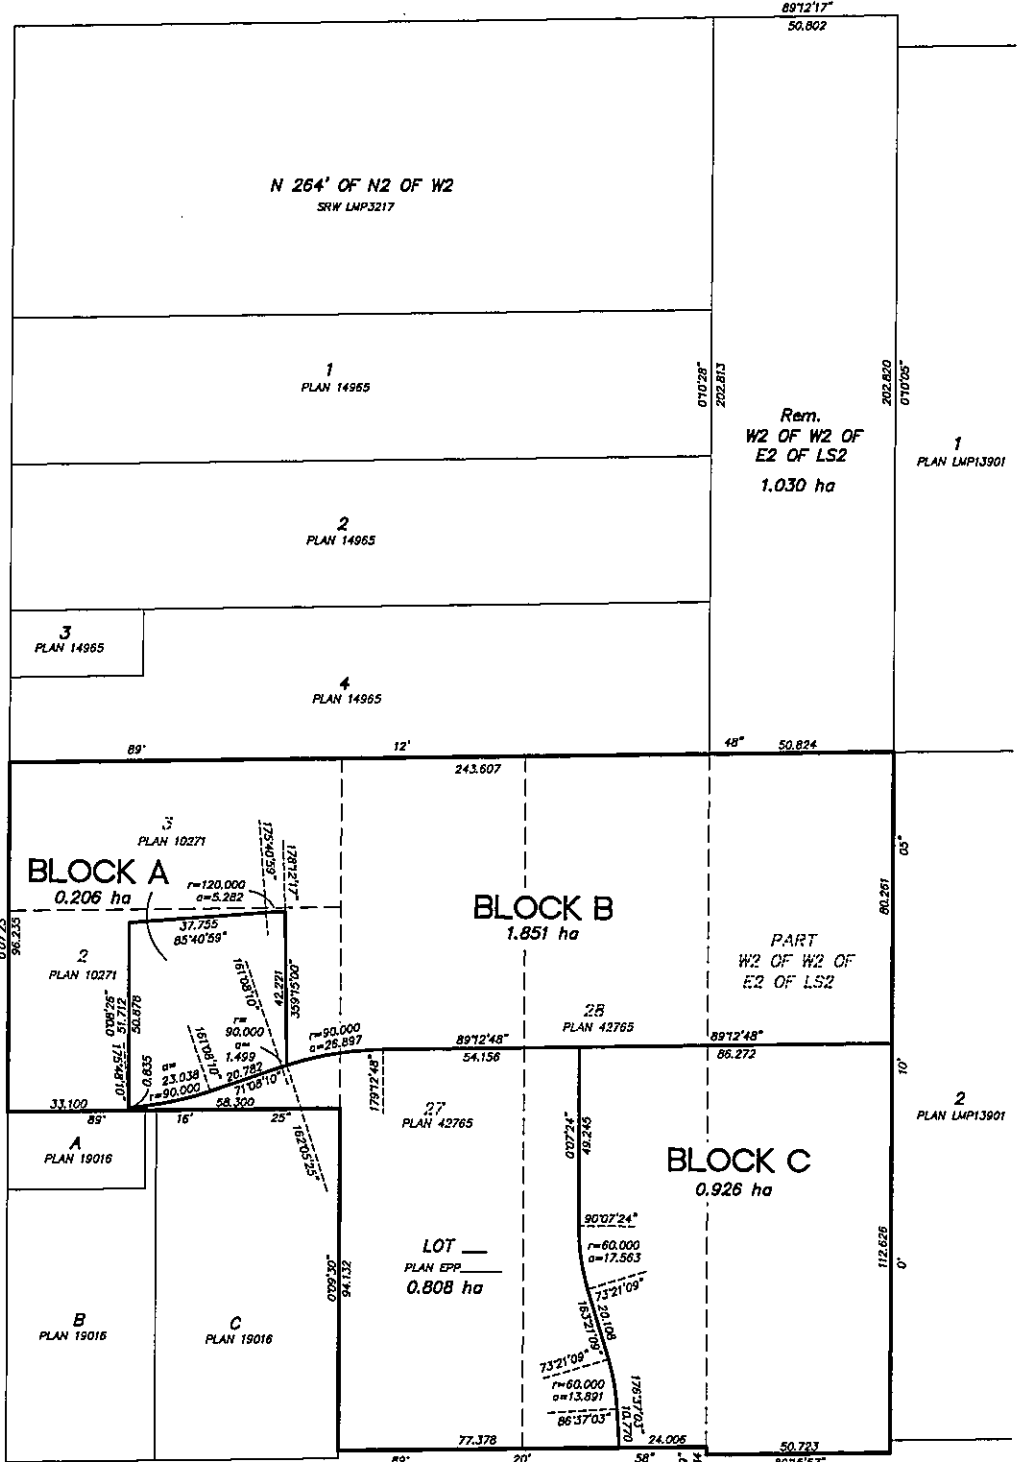 89°12'17"
50.802
N 264' OF N2 OF W2
SRW LMP3217
1
PLAN 14965
0°10'28"
202.813
202.820
0°10'05"
Rem.
W2 OF W2 OF
E2 OF LS2
1.030 ha
1
PLAN LMP13901
2
PLAN 14965
3
PLAN 14965
4
PLAN 14965
89°
12'
48"
50.824
243.607
3
PLAN 10271
BLOCK A
0.206 ha
r=120.000
a=5.282
175°40'59"
178°12'17"
37.755
85°40'59"
BLOCK B
1.851 ha
05"
80.261
PART
W2 OF W2 OF
E2 OF LS2
96.235
2
PLAN 10271
0°08'26"
51.712
50.878
175°48'10"
0.835
161°08'10"
42.221
359°15'00"
r=
90.000
a=
1.499
r=90.000
a=26.897
28
PLAN 42765
89°12'48"
54.156
89°12'48"
86.272
161°08'10"
a=
23.038
r=90.000
20.782
71°08'10"
179°12'48"
10'
33.100
58.300
89°
16'
25"
162°05'25"
27
PLAN 42765
2
PLAN LMP13901
A
PLAN 19016
0°07'24"
49.245
BLOCK C
0.926 ha
90°07'24"
r=60.000
a=17.563
112.626
0°
LOT
PLAN EPP
0.808 ha
0°09'30"
94.132
73°21'09"
20.108
163°21'09"
B
PLAN 19016
C
PLAN 19016
73°21'09"
r=60.000
a=13.891
86°37'03"
176°37'03"
10.770
77.378
24.006
50.723
89°
20'
58"